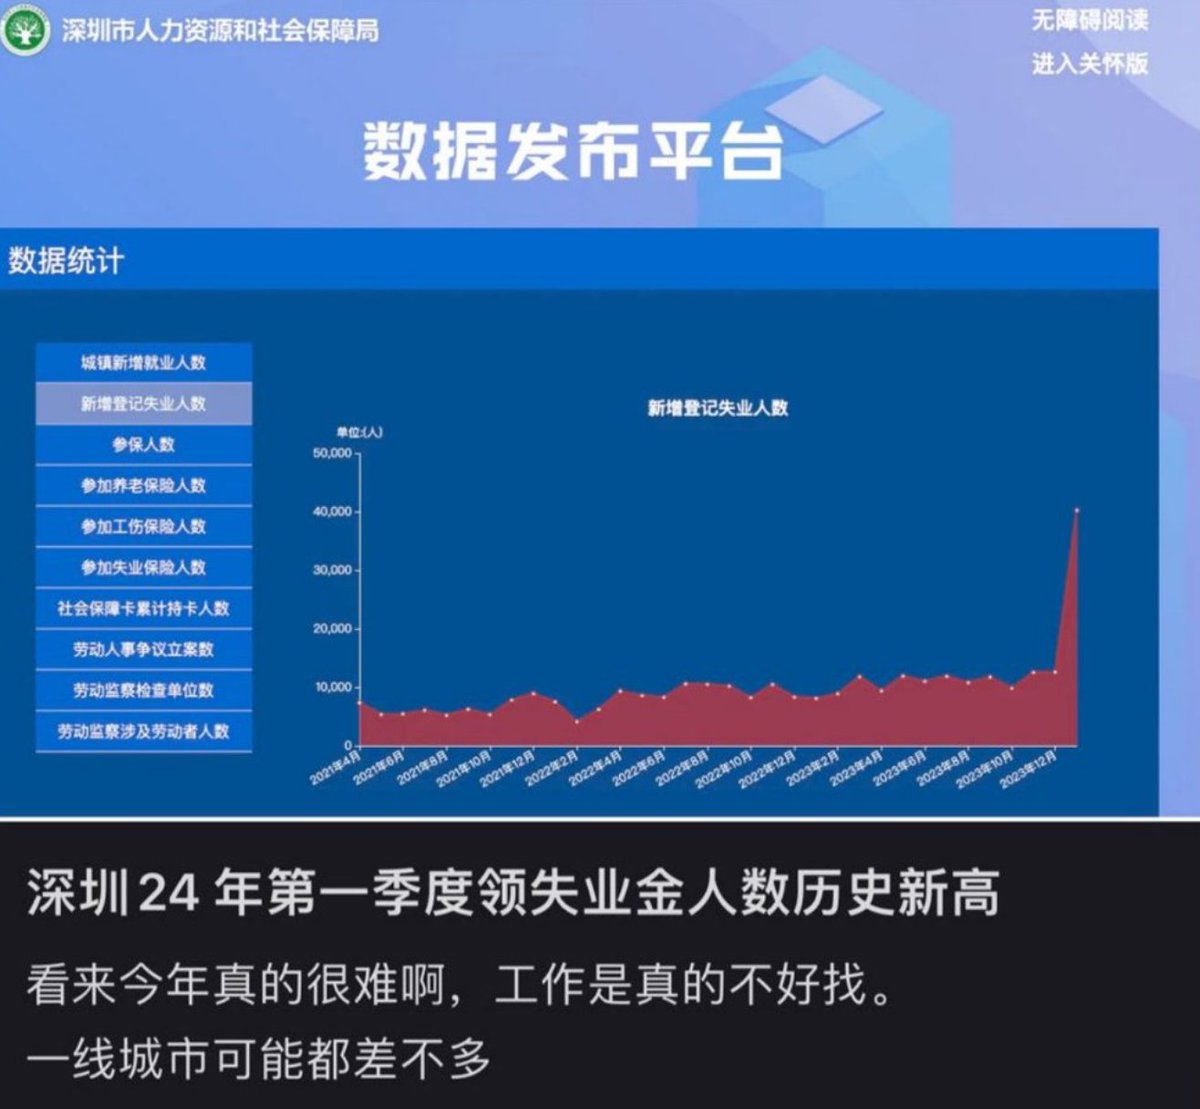 深圳市人力资源和社会保障局
无障碍阅读
进入关怀版
数据发布平台
数据统计
城镇新增就业人数
新增登记失业人数
参保人数
参加养老保险人数
参加工伤保险人数
参加失业保险人数
社会保障卡累计持卡人数
劳动人事争议立案数
劳动监察检查单位数
劳动监察涉及劳动者人数
新增登记失业人数
单位:(人)
50,000
40,000
30,000
20,000
10,000
0
2021年4月
2021年6月
2021年8月
2021年10月
2021年12月
2022年2月
2022年4月
2022年6月
2022年8月
2022年10月
2022年12月
2023年2月
2023年4月
2023年6月
2023年8月
2023年10月
2023年12月
深圳24 年第一季度领失业金人数历史新高
看来今年真的很难啊，工作是真的不好找。
一线城市可能都差不多